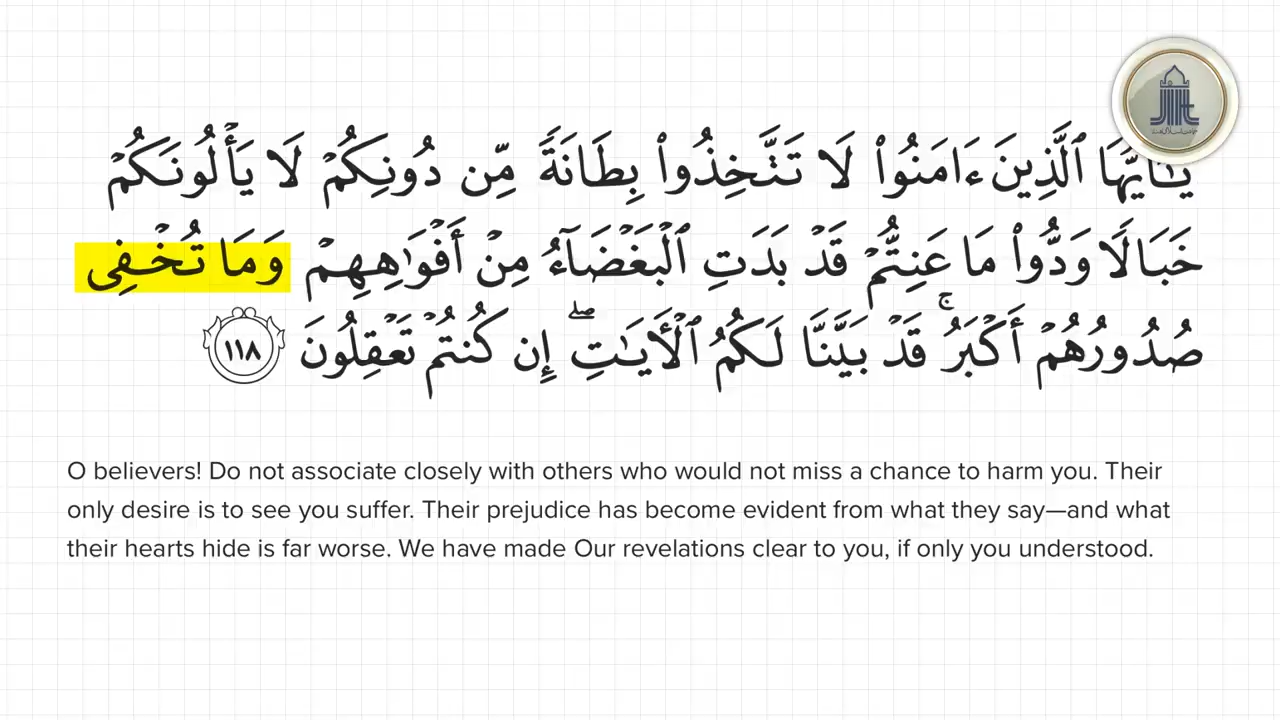 يَـٰٓأَيُّهَا ٱلَّذِينَ ءَامَنُوا۟ لَا تَتَّخِذُوا۟ بِطَانَةً مِّن دُونِكُمْ لَا يَأْلُونَكُمْ
خَبَالًا وَدُّوا۟ مَا عَنِتُّمْ قَدْ بَدَتِ ٱلْبَغْضَآءُ مِنْ أَفْوَٰهِهِمْ وَمَا تُخْفِى
صُدُورُهُمْ أَكْبَرُ ۚ قَدْ بَيَّنَّا لَكُمُ ٱلْـَٔايَـٰتِ ۖ إِن كُنتُمْ تَعْقِلُونَ ١١٨
O believers! Do not associate closely with others who would not miss a chance to harm you. Their
only desire is to see you suffer. Their prejudice has become evident from what they say—and what
their hearts hide is far worse. We have made Our revelations clear to you, if only you understood.